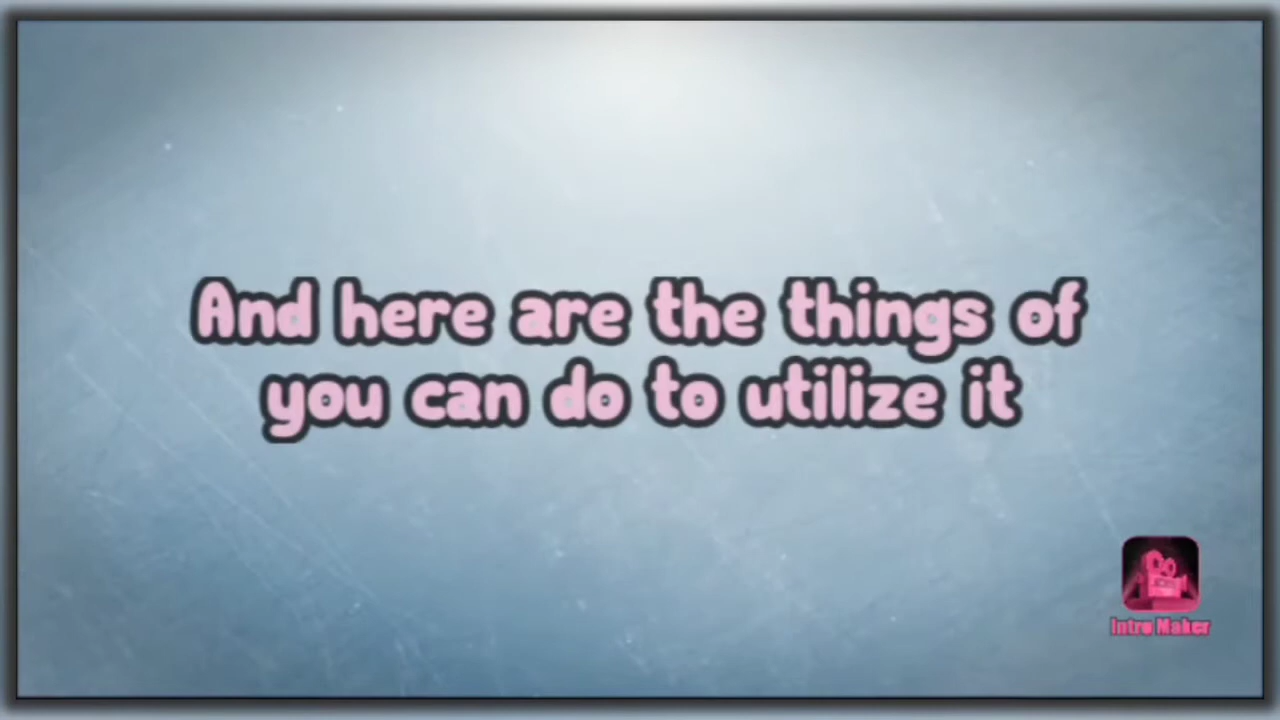 And here are the things of
you can do to utilize it
Intro Maker